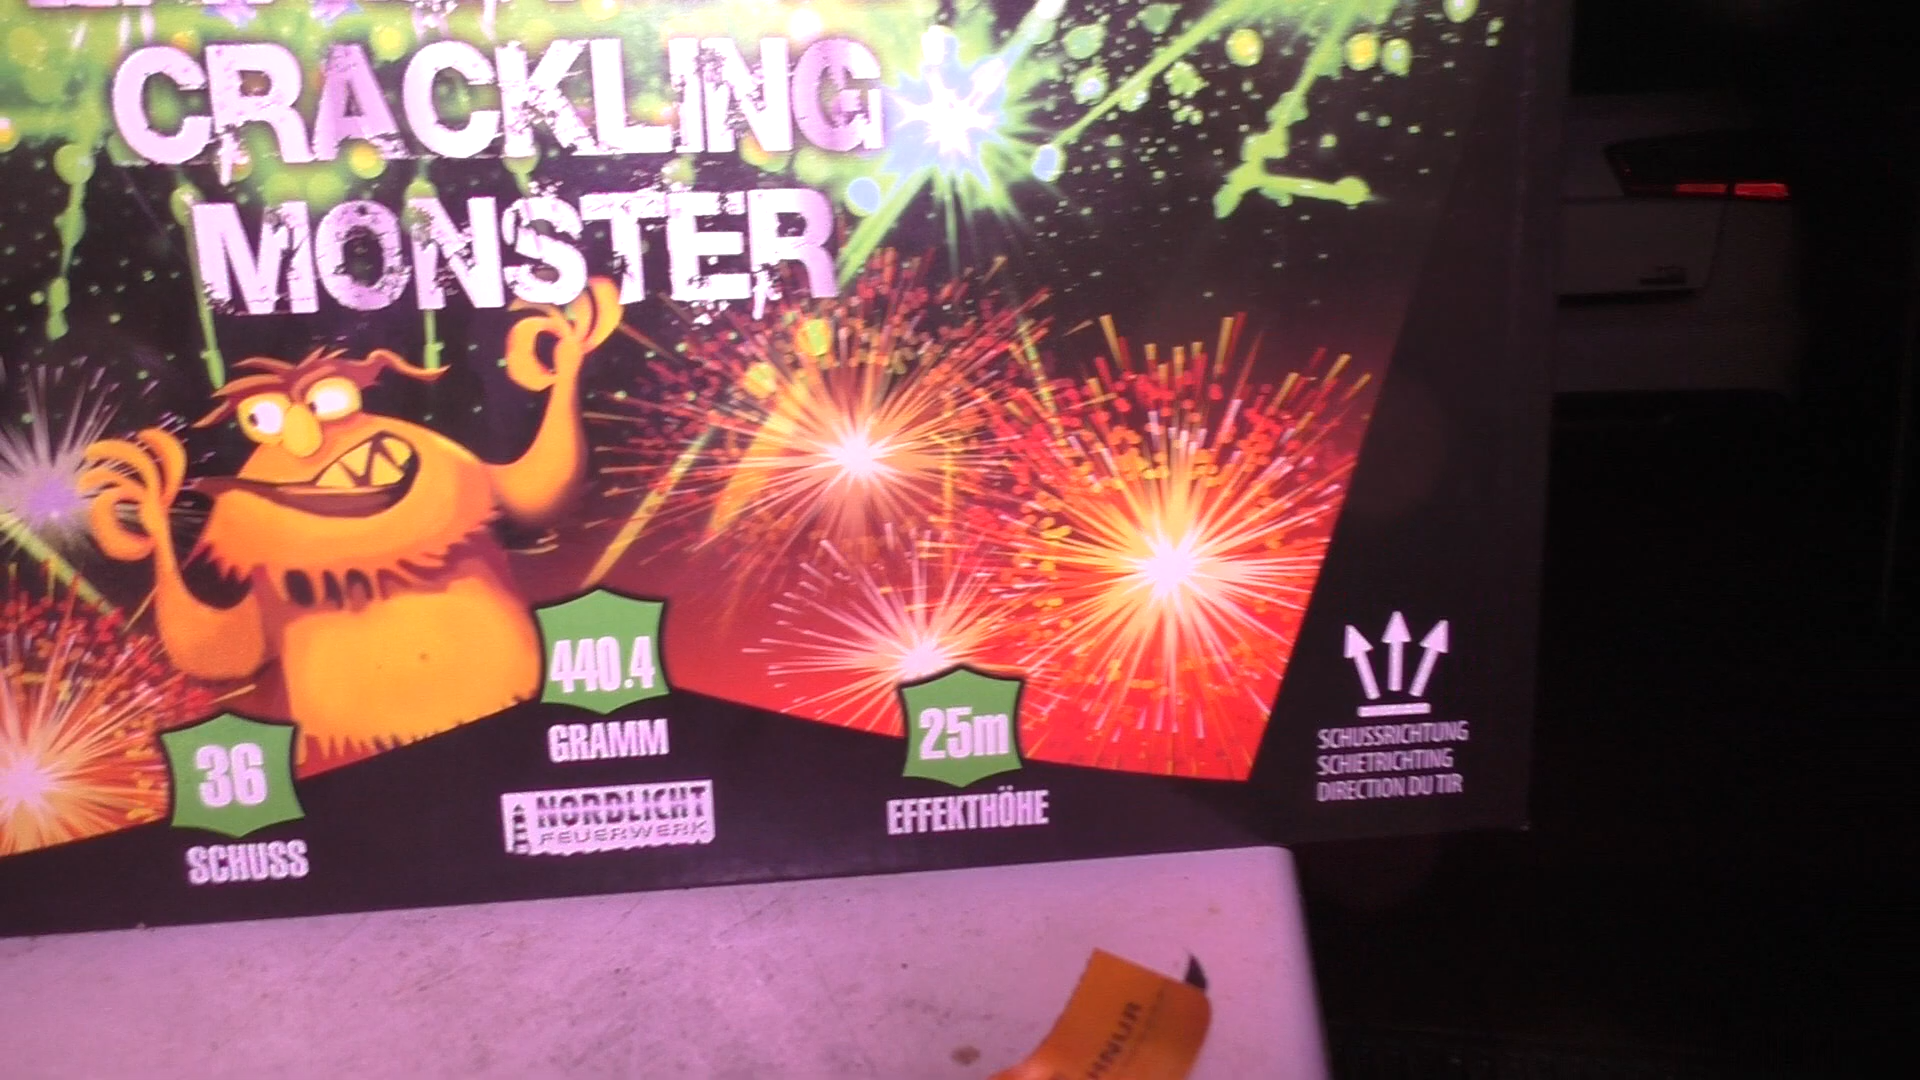 CRACKLING
MONSTER
440.4
GRAMM
36
SCHUSS
NORDLICHT
FEUERWERK
25m
EFFEKTHÖHE
SCHUSSRICHTUNG
SCHIETRICHTING
DIRECTION DU TIR